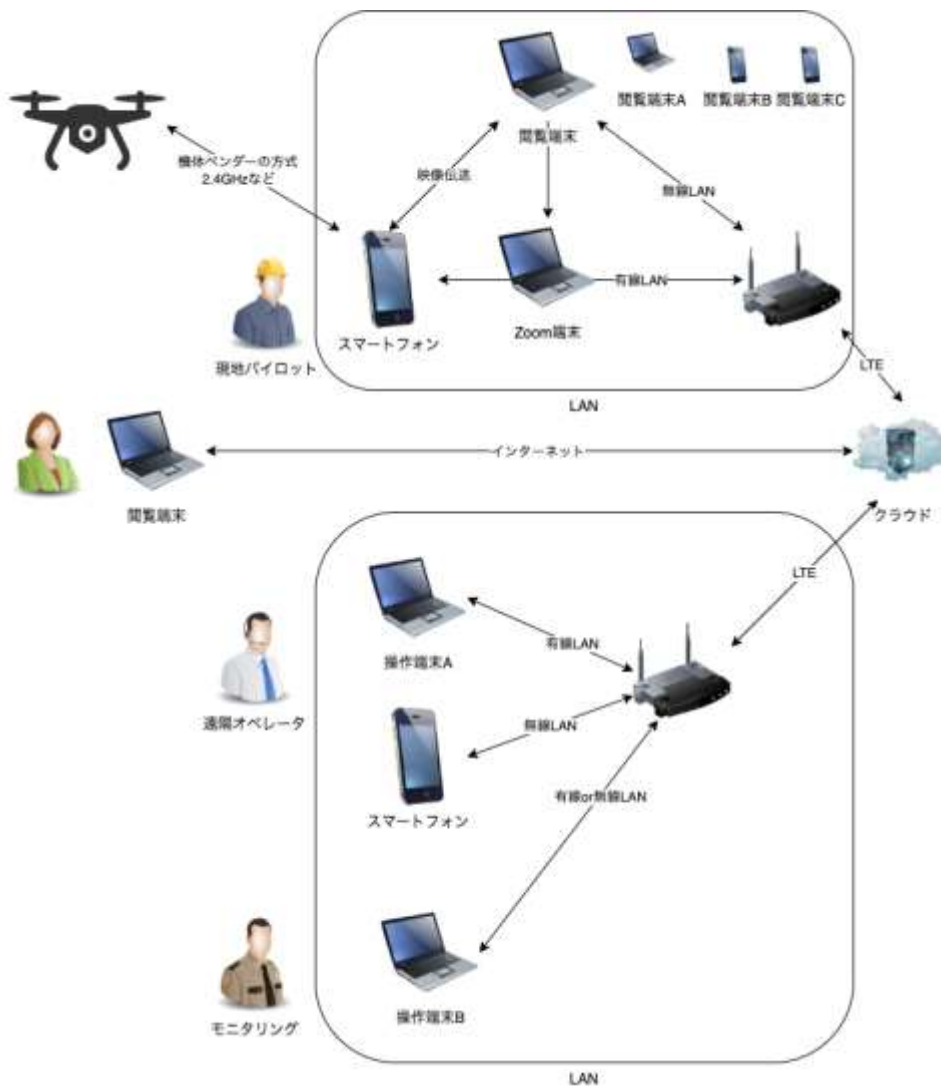 閲覧端末A
閲覧端末B
閲覧端末C
閲覧端末
機体ベンダーの方式
2.4GHzなど
映像伝送
無線LAN
有線LAN
スマートフォン
Zoom端末
現地パイロット
LTE
LAN
インターネット
閲覧端末
クラウド
LTE
操作端末A
有線LAN
遠隔オペレータ
無線LAN
スマートフォン
有線or無線LAN
操作端末B
モニタリング
LAN